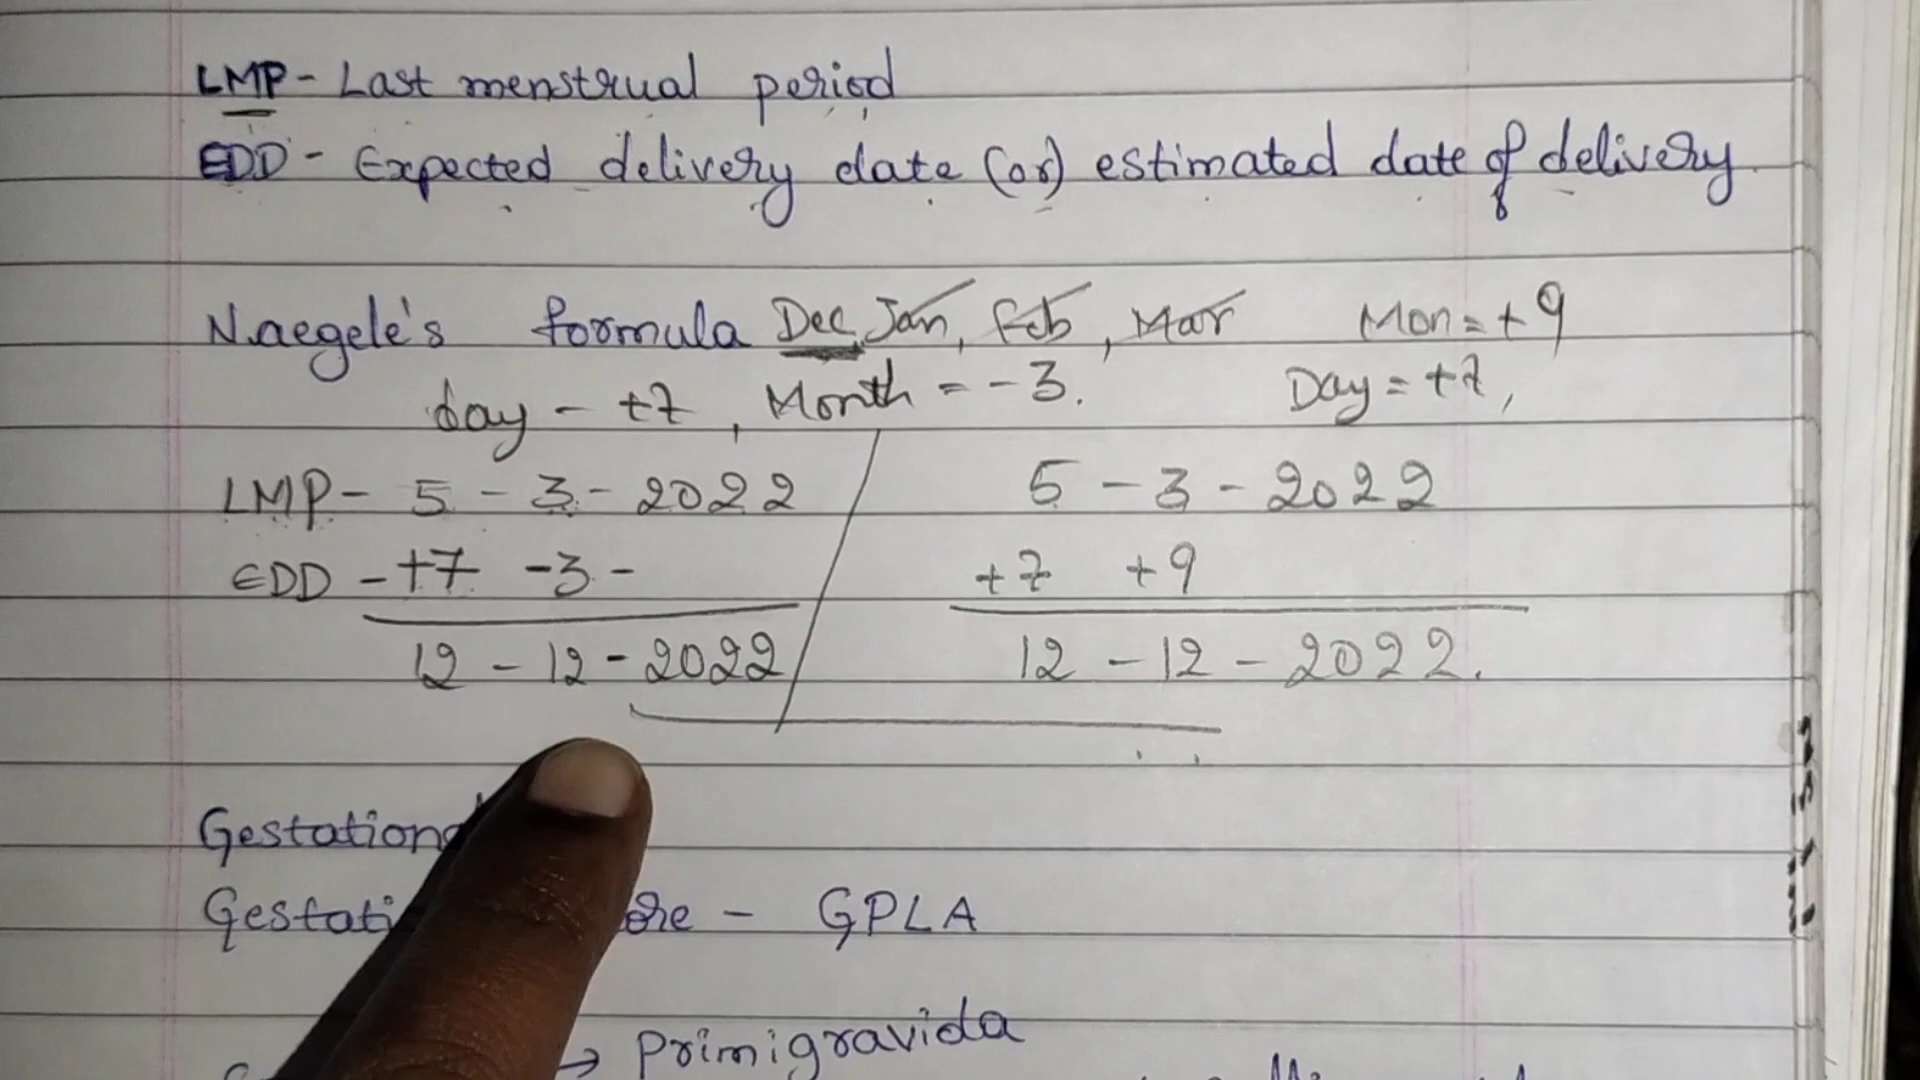 LMP - Last menstrual period
EDD - Expected delivery date (or) estimated date of delivery
Naegele's formula Dec, Jan, Feb, Mar Mon = +9
day - +7, Month = -3. Day = +7,
LMP - 5 - 3 - 2022 5 - 3 - 2022
EDD - +7 -3 - +7 +9
12 - 12 - 2022 12 - 12 - 2022.
- GPLA
→ Primigravida